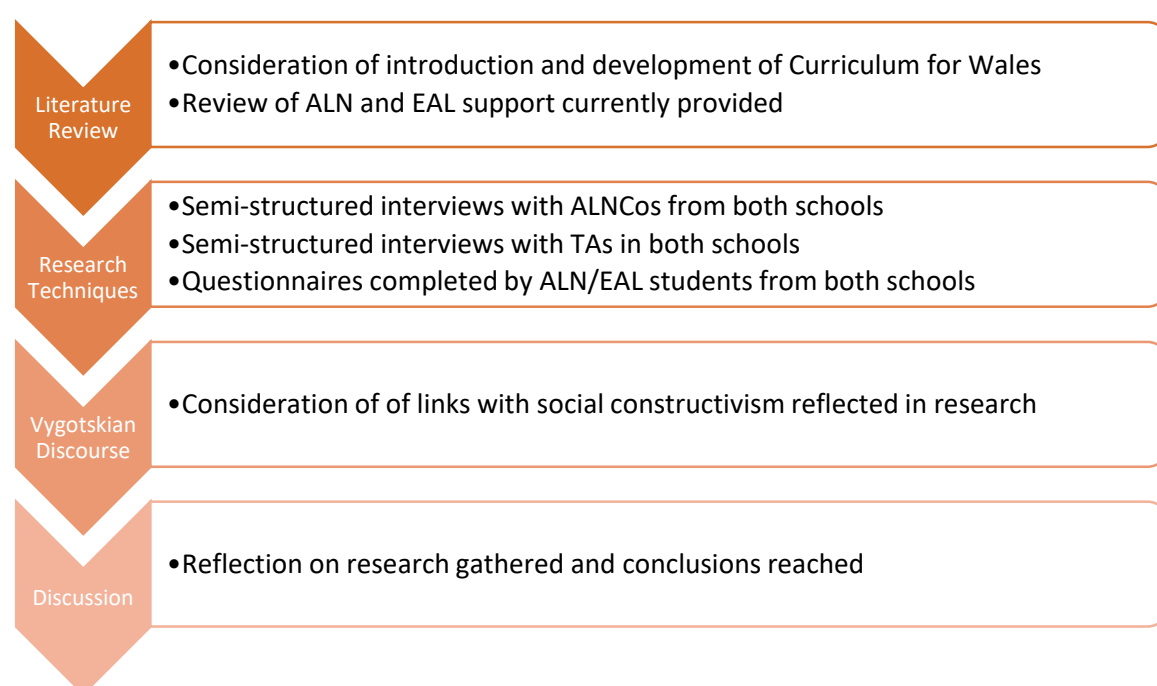 Literature
Review
•Consideration of introduction and development of Curriculum for Wales
•Review of ALN and EAL support currently provided
Research
Techniques
•Semi-structured interviews with ALNCos from both schools
•Semi-structured interviews with TAs in both schools
•Questionnaires completed by ALN/EAL students from both schools
Vygotskian
Discourse
•Consideration of of links with social constructivism reflected in research
Discussion
•Reflection on research gathered and conclusions reached